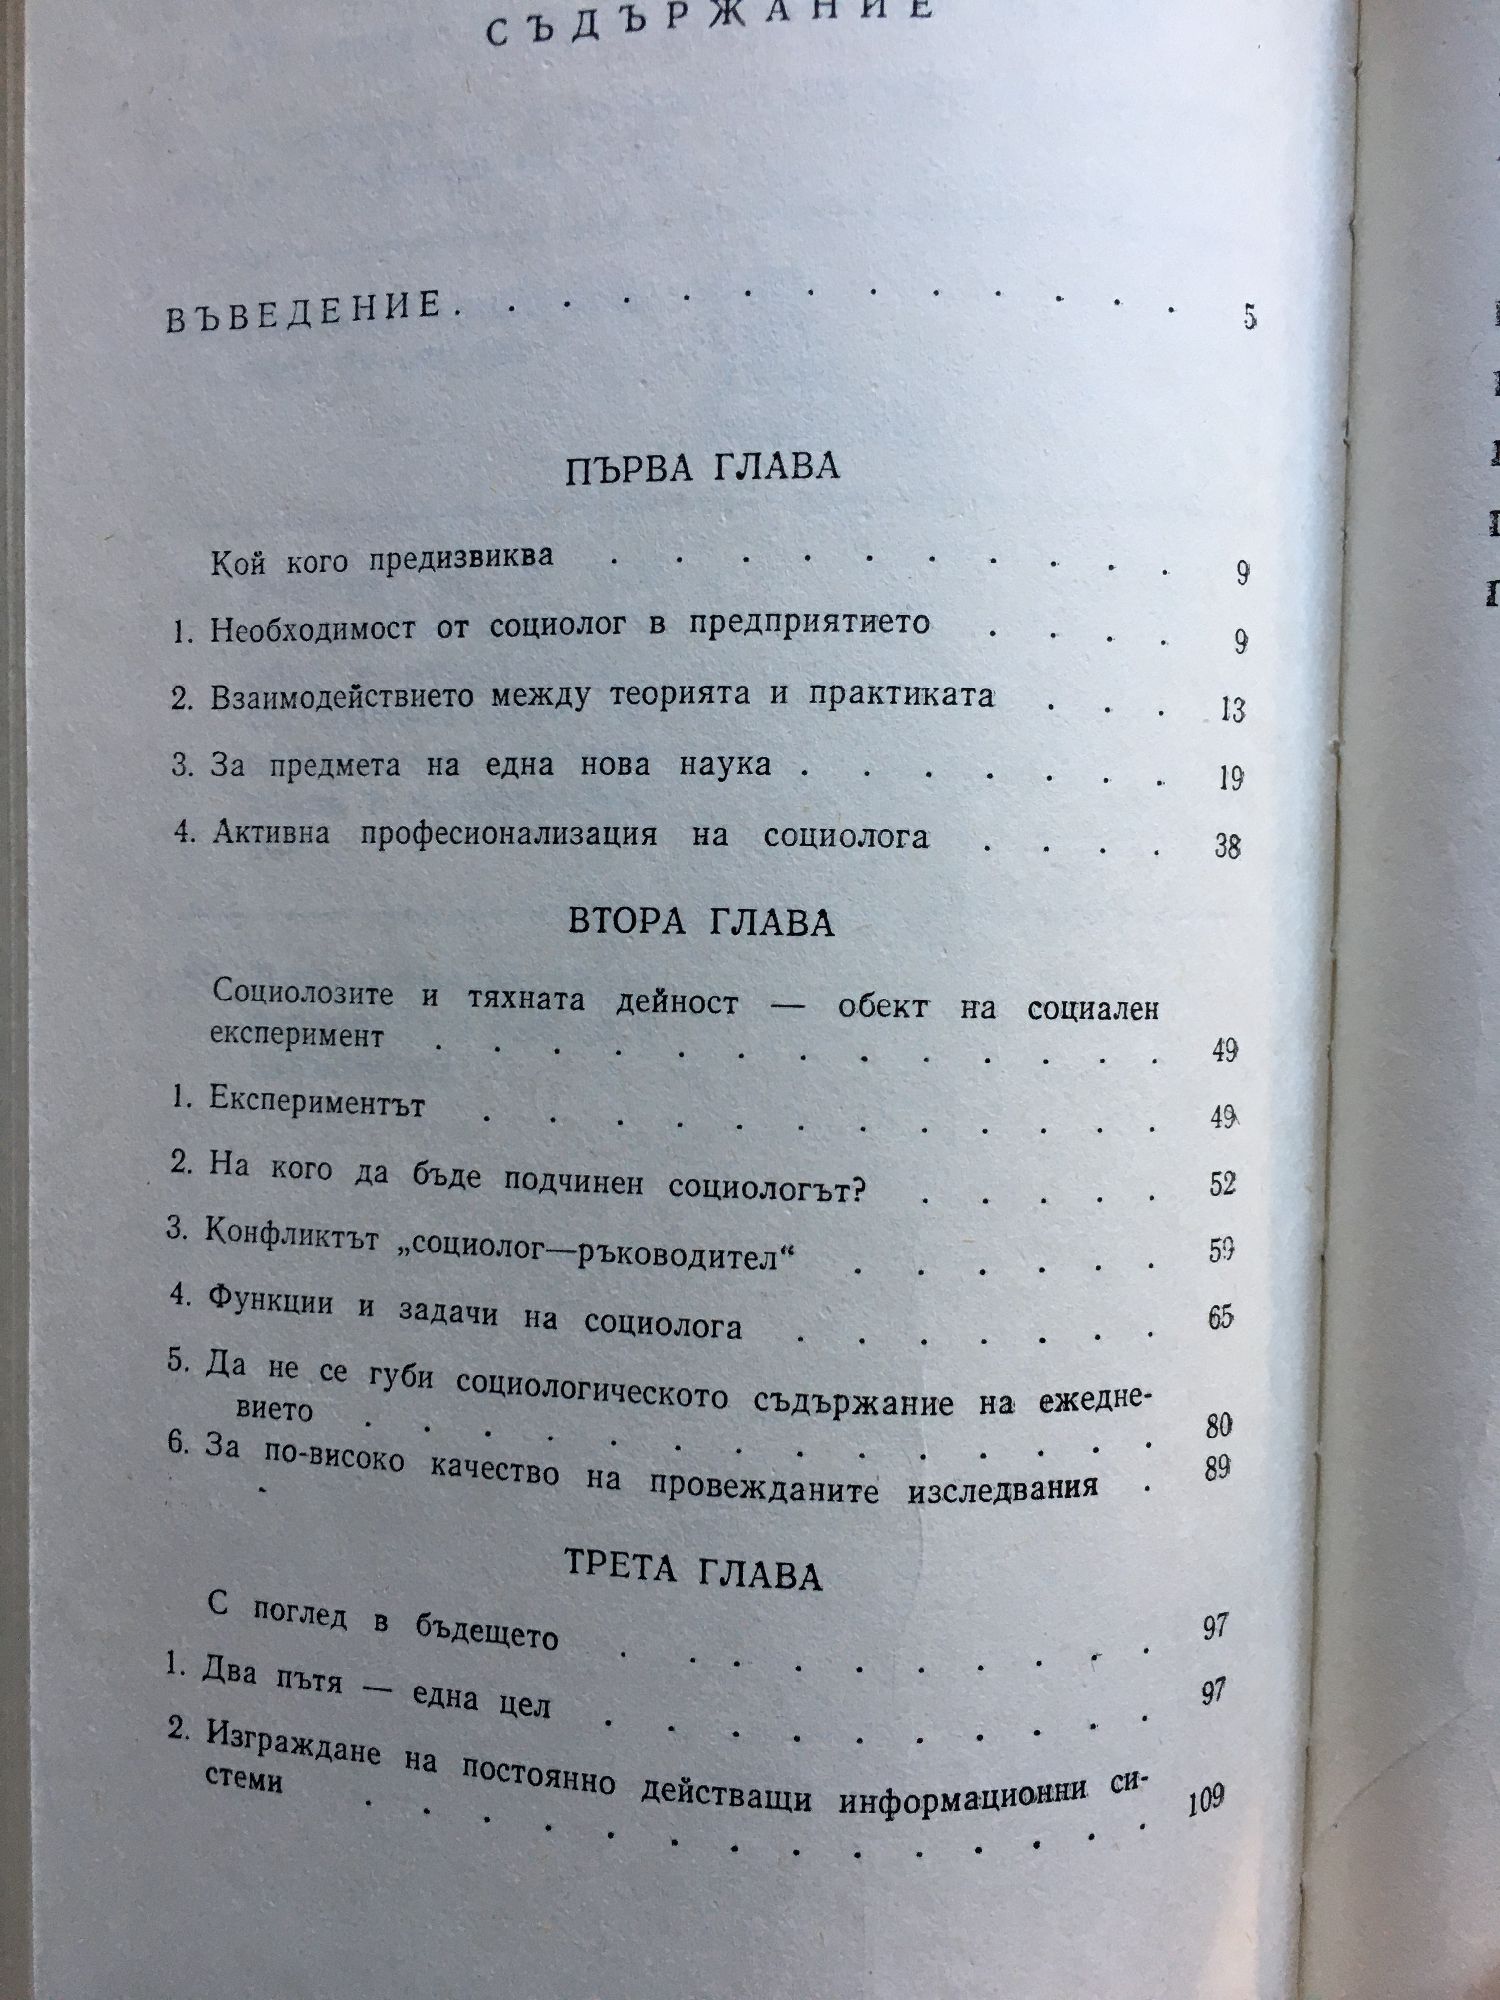 СЪДЪРЖАНИЕ
ВЪВЕДЕНИЕ. . . . . . . . . . . . . 5
ПЪРВА ГЛАВА
Кой кого предизвиква . . . . . . . . . . 9
1. Необходимост от социолог в предприятието . . . . 9
2. Взаимодействието между теорията и практиката . . . 13
3. За предмета на една нова наука . . . . . . . 19
4. Активна професионализация на социолога . . . . 38
ВТОРА ГЛАВА
Социолозите и тяхната дейност — обект на социален
експеримент . . . . . . . . . . . . . 49
1. Експериментът . . . . . . . . . . . . 49
2. На кого да бъде подчинен социологът? . . . . . 52
3. Конфликтът „социолог—ръководител“ . . . . . . 59
4. Функции и задачи на социолога . . . . . . . 65
5. Да не се губи социологическото съдържание на ежедне-
вието . . . . . . . . . . . . . . 80
6. За по-високо качество на провежданите изследвания . 89
ТРЕТА ГЛАВА
С поглед в бъдещето . . . . . . . . . . 97
1. Два пътя — една цел . . . . . . . . . . 97
2. Изграждане на постоянно действащи информационни си-
стеми . . . . . . . . . . . . . . 109